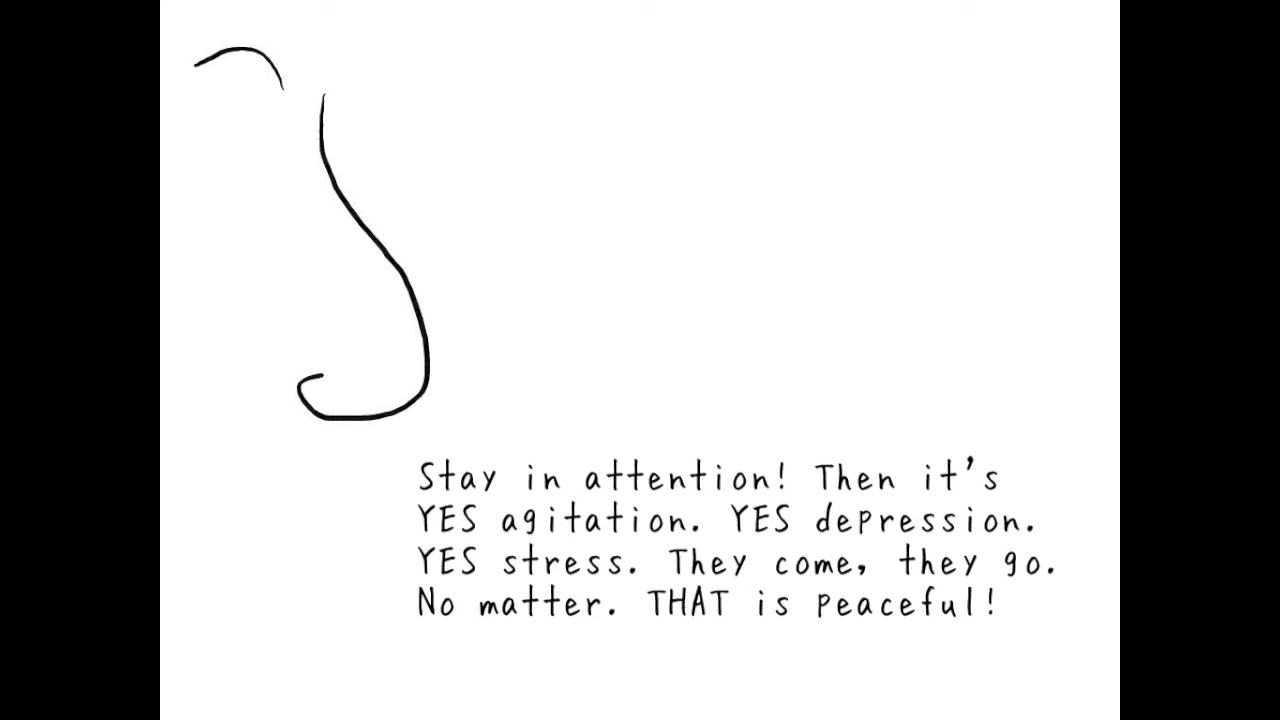 Stay in attention! Then it's
YES agitation. YES depression.
YES stress. They come, they go.
No matter. THAT is peaceful!